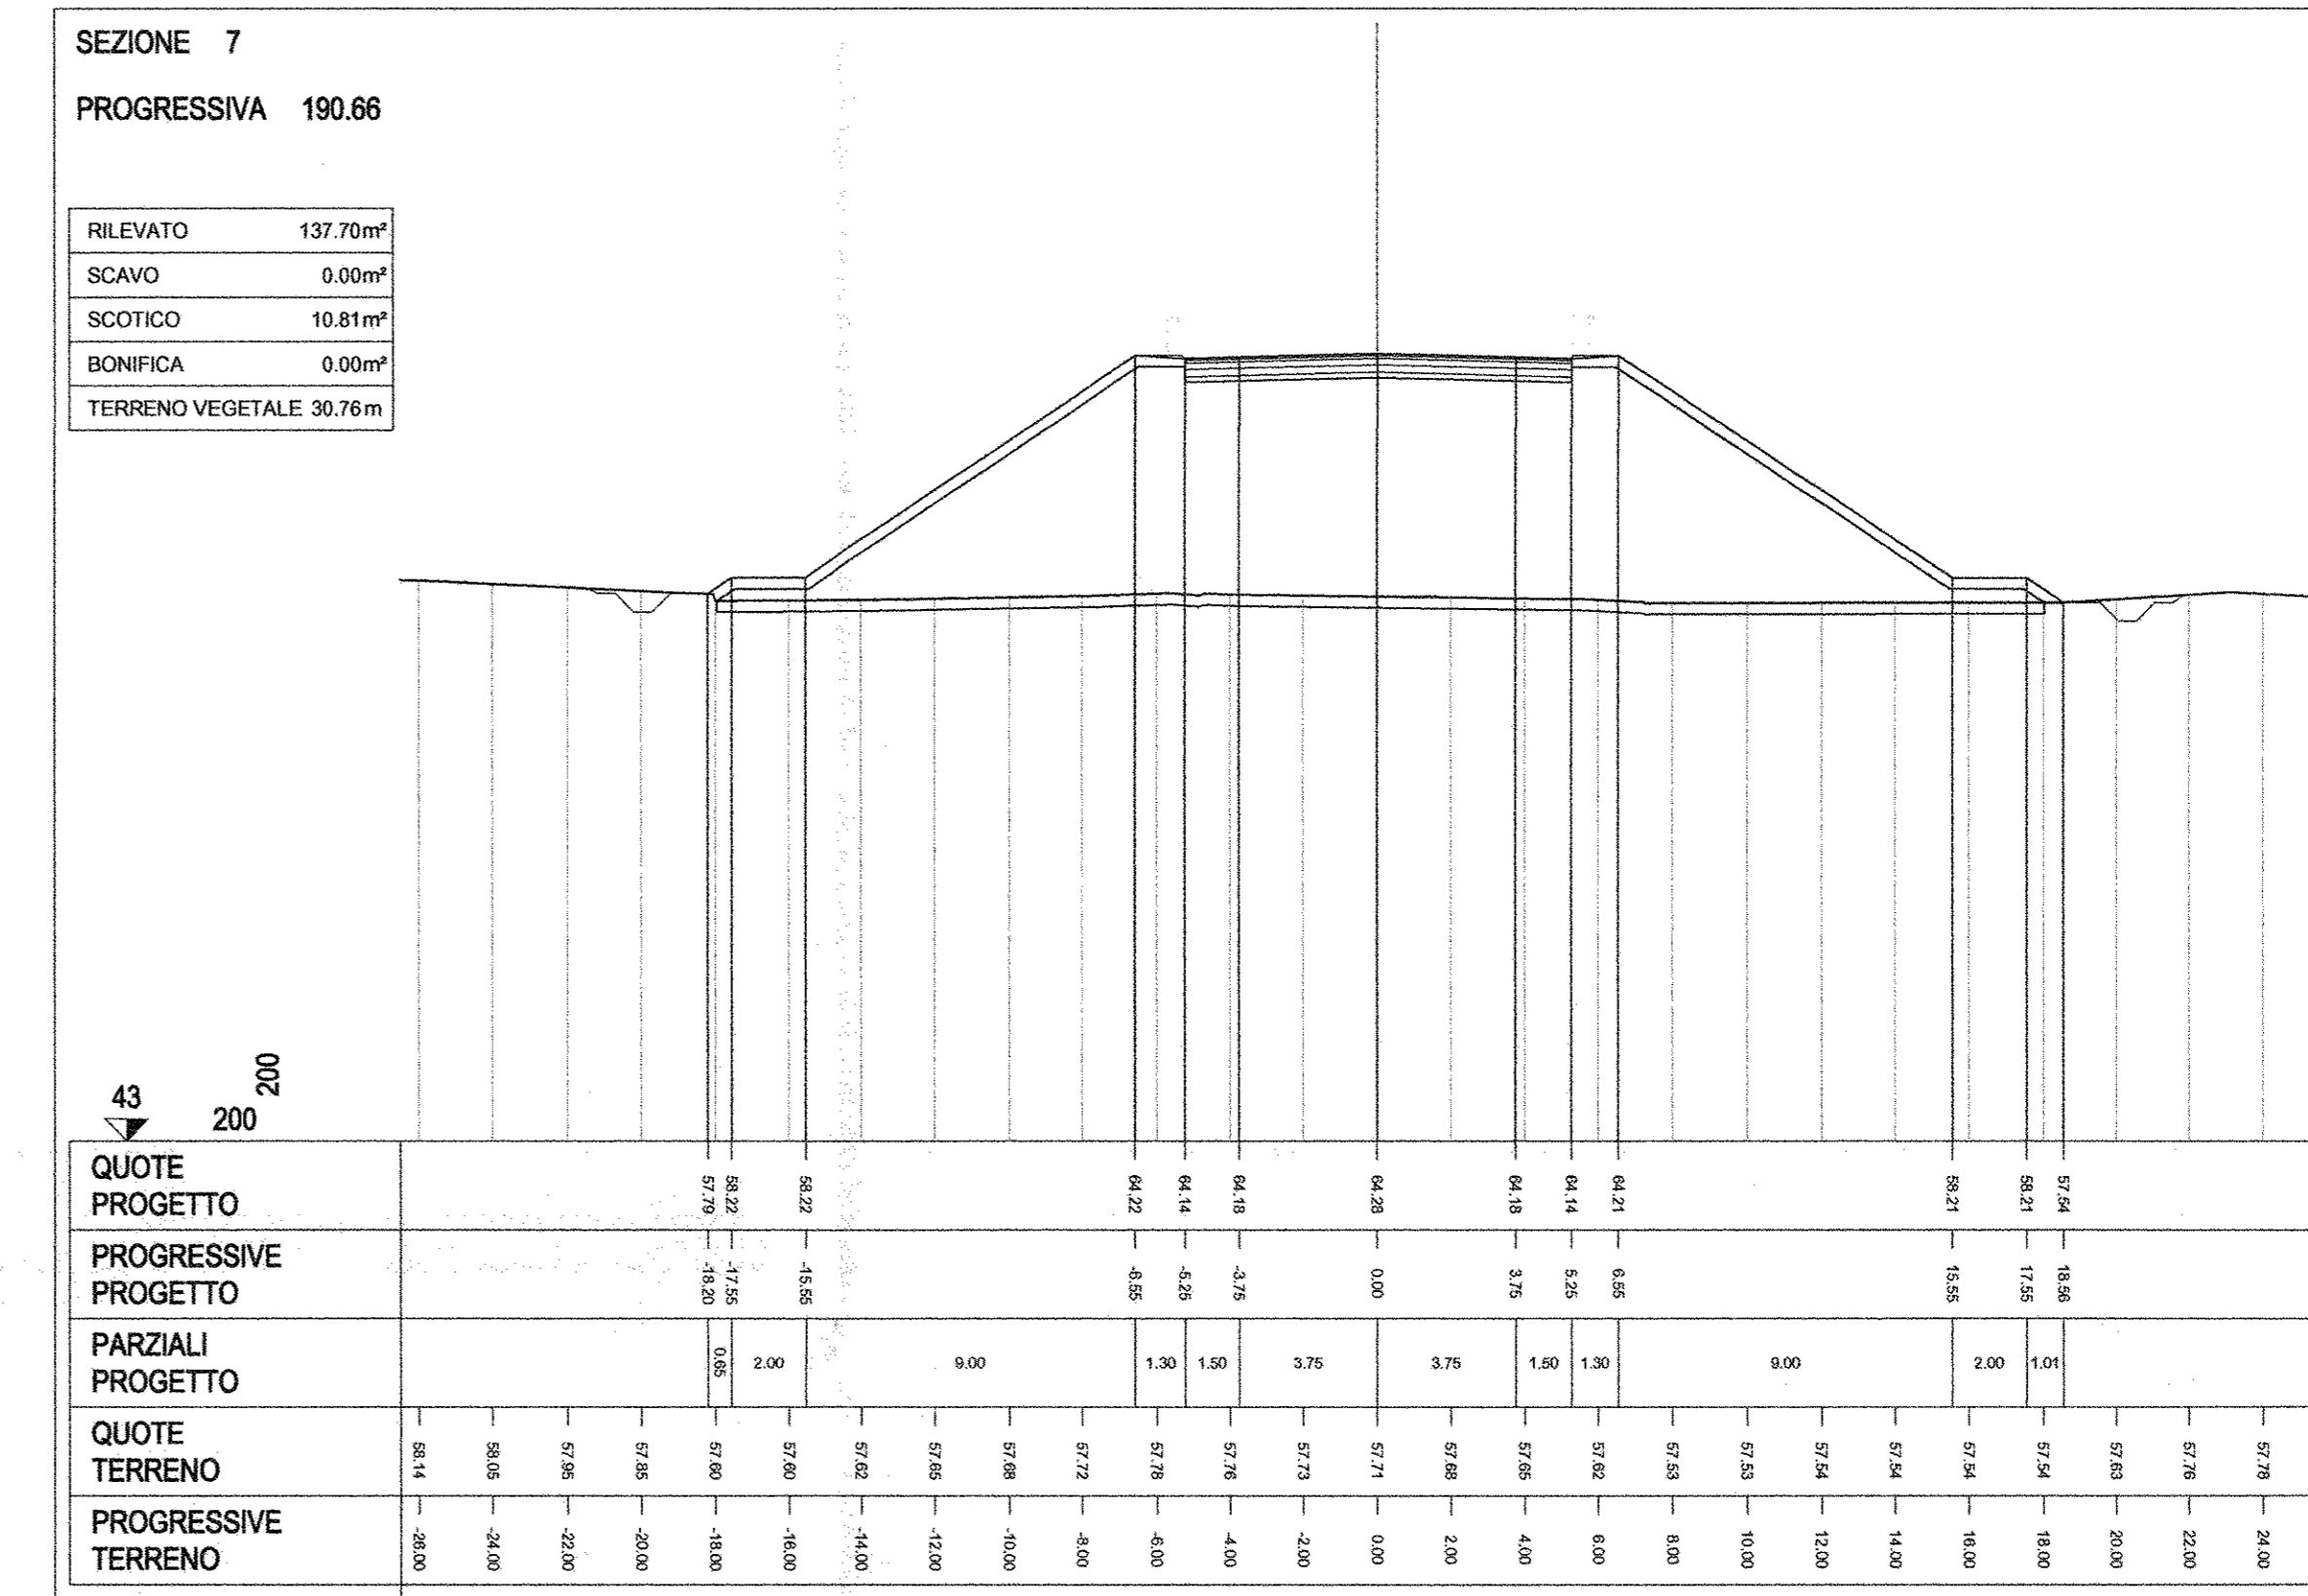 SEZIONE 7
PROGRESSIVA 190.66
RILEVATO 137.70m²
SCAVO 0.00m²
SCOTICO 10.81m²
BONIFICA 0.00m²
TERRENO VEGETALE 30.76m
43
200
200
QUOTE
PROGETTO
57.79 58.22 58.22 64.22 64.14 64.18 64.28 64.18 64.14 64.21 58.21 58.21 57.54
PROGRESSIVE
PROGETTO
-18.20 -17.55 -15.55 -6.55 -5.25 -3.75 0.00 3.75 5.25 6.55 15.55 17.55 18.56
PARZIALI
PROGETTO
0.65 2.00 9.00 1.30 1.50 3.75 3.75 1.50 1.30 9.00 2.00 1.01
QUOTE
TERRENO
58.14 58.05 57.95 57.85 57.60 57.60 57.62 57.65 57.68 57.72 57.78 57.76 57.73 57.71 57.68 57.65 57.62 57.53 57.53 57.54 57.54 57.54 57.54 57.63 57.76 57.78
PROGRESSIVE
TERRENO
-26.00 -24.00 -22.00 -20.00 -18.00 -16.00 -14.00 -12.00 -10.00 -8.00 -6.00 -4.00 -2.00 0.00 2.00 4.00 6.00 8.00 10.00 12.00 14.00 16.00 18.00 20.00 22.00 24.00